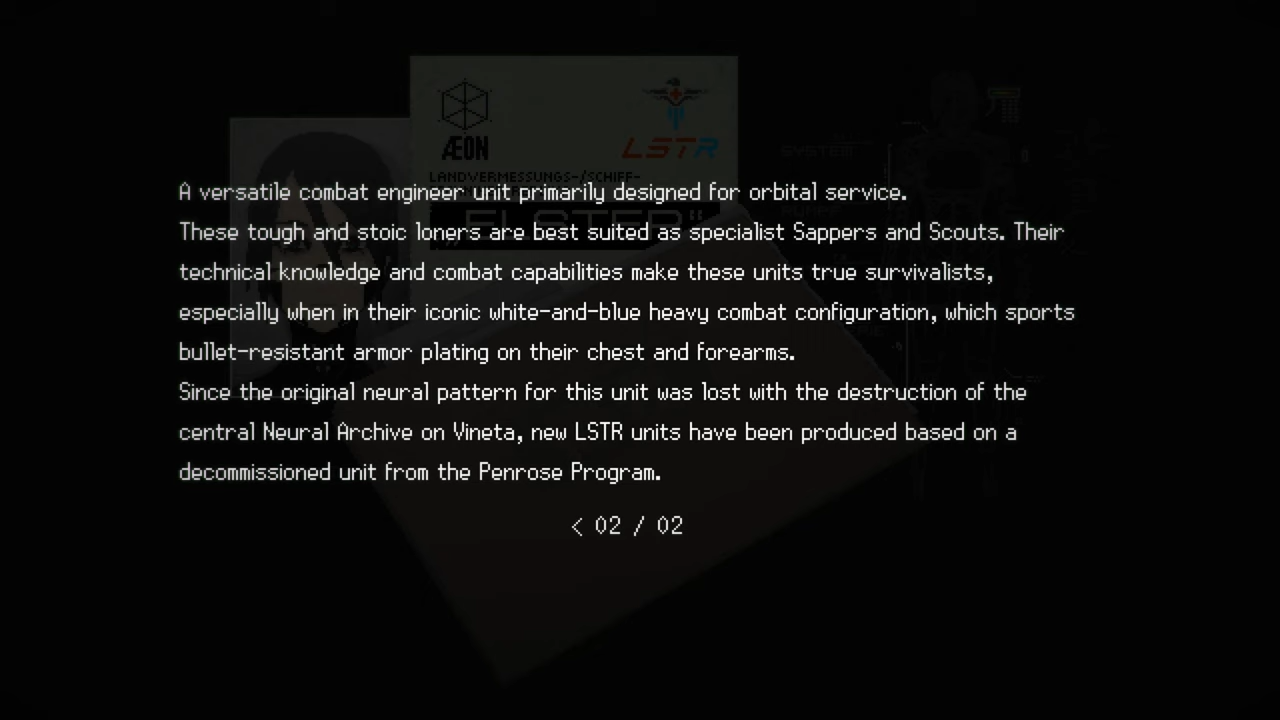 ÆON
LSTR
LANDVERMESSUNGS-/SCHIFF-
"ELSTER"
SYSTEM
A versatile combat engineer unit primarily designed for orbital service.
These tough and stoic loners are best suited as specialist Sappers and Scouts. Their
technical knowledge and combat capabilities make these units true survivalists,
especially when in their iconic white-and-blue heavy combat configuration, which sports
bullet-resistant armor plating on their chest and forearms.
Since the original neural pattern for this unit was lost with the destruction of the
central Neural Archive on Vineta, new LSTR units have been produced based on a
decommissioned unit from the Penrose Program.
< 02 / 02